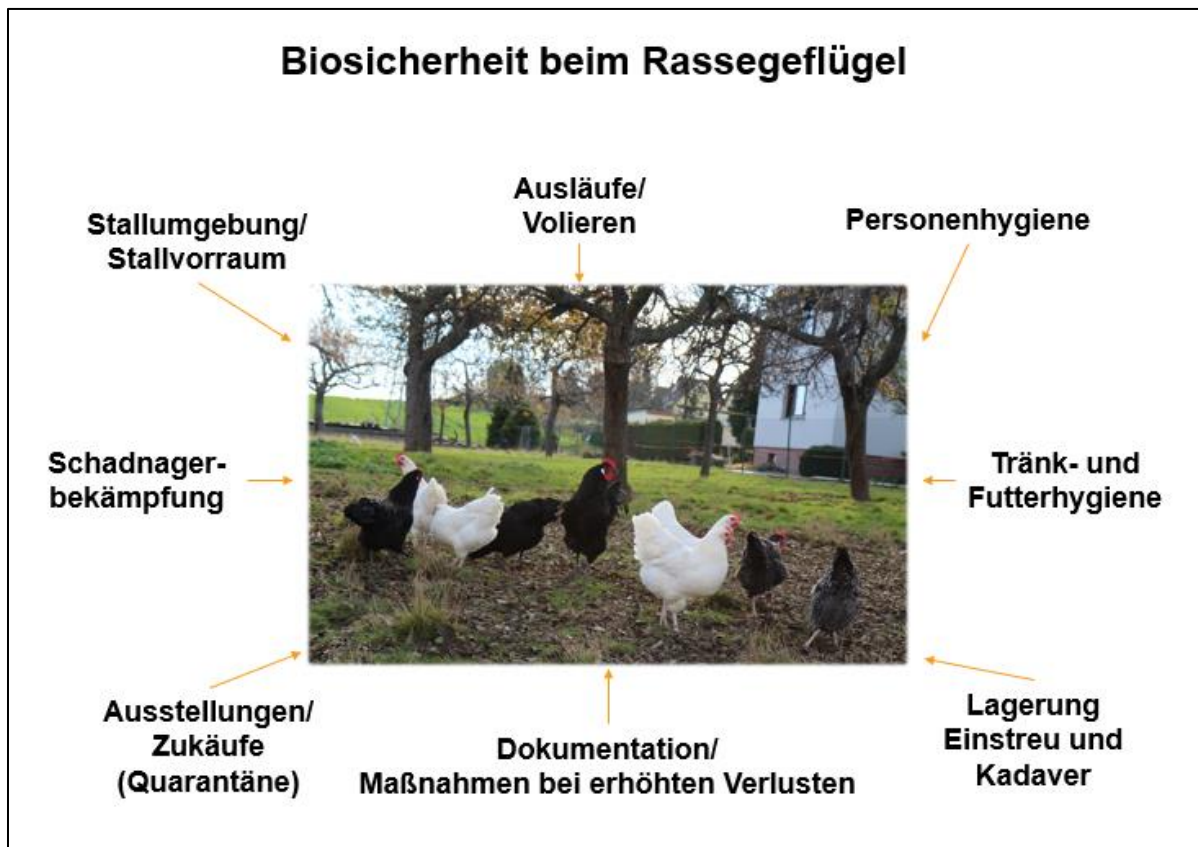 Biosicherheit beim Rassegeflügel
Ausläufe/
Volieren
Stallumgebung/
Stallvorraum
Personenhygiene
Schadnager-
bekämpfung
Tränk- und
Futterhygiene
Ausstellungen/
Zukäufe
(Quarantäne)
Dokumentation/
Maßnahmen bei erhöhten Verlusten
Lagerung
Einstreu und
Kadaver